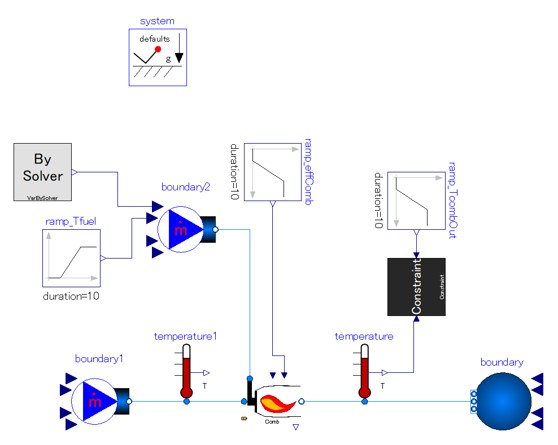 system
defaults
g
By
Solver
VarBySolver
boundary2
ṁ
ramp_effComb
duration=10
ramp_TcombOut
duration=10
ramp_Tfuel
duration=10
Constraint
Constraint
temperature1
T
temperature
T
boundary1
ṁ
Comb
boundary